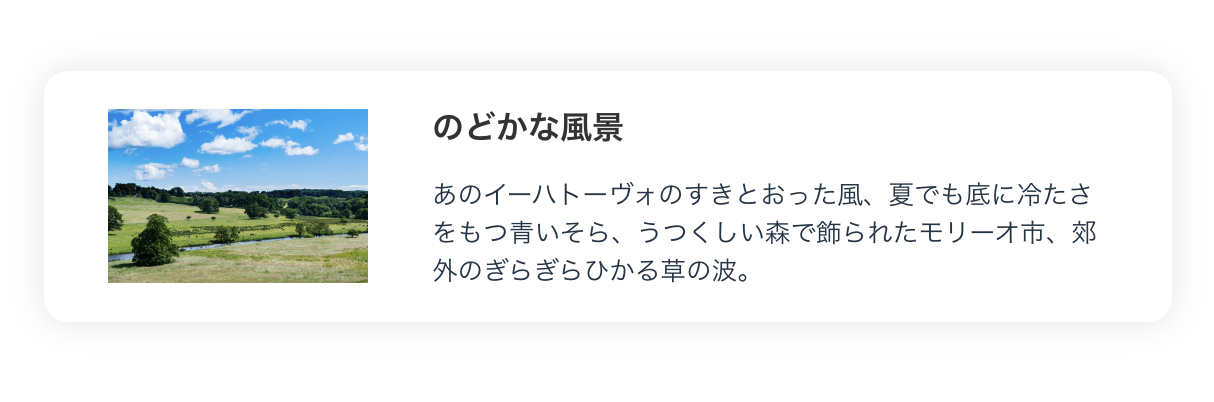 のどかな風景
あのイーハトーヴォのすきとおった風、夏でも底に冷たさ
をもつ青いそら、うつくしい森で飾られたモリーオ市、郊
外のぎらぎらひかる草の波。